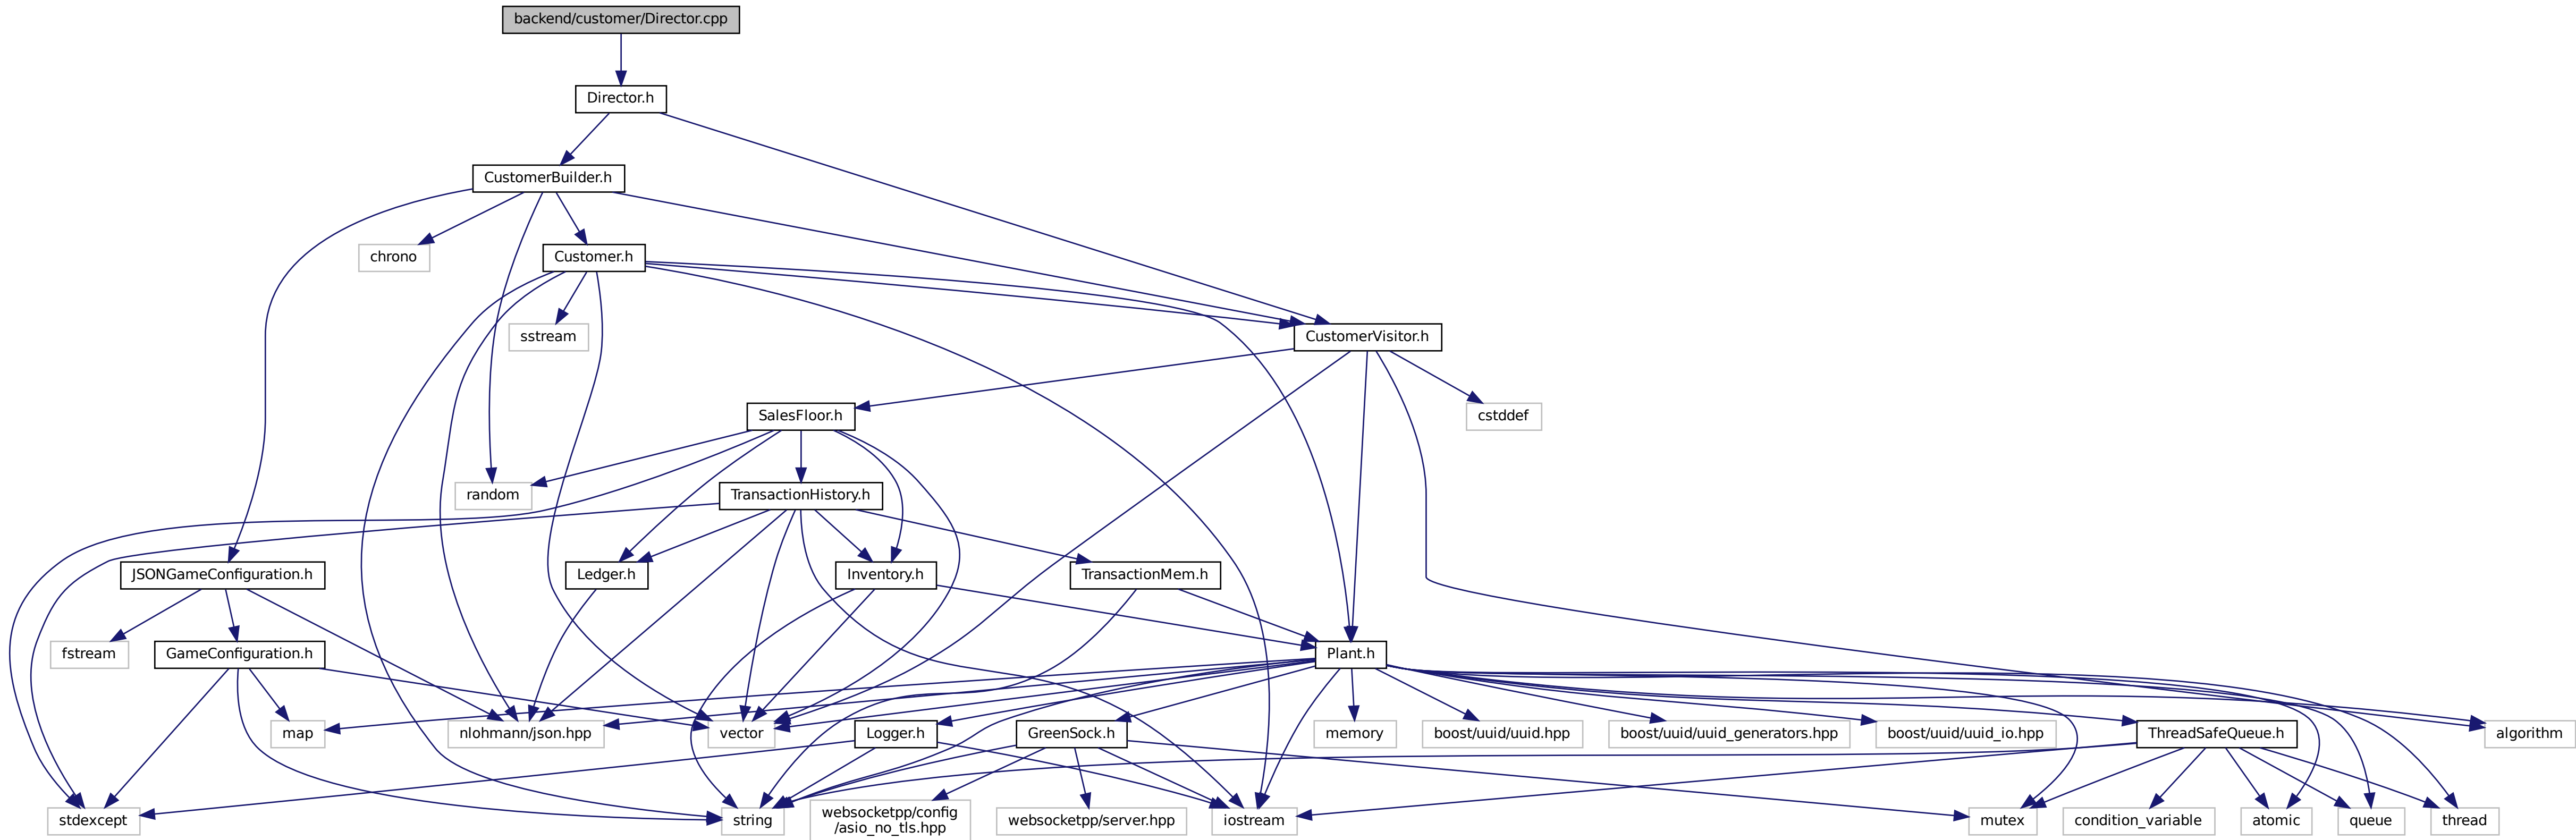 backend/customer/Director.cpp
Director.h
CustomerBuilder.h
chrono
Customer.h
sstream
CustomerVisitor.h
SalesFloor.h
cstddef
random
TransactionHistory.h
JSONGameConfiguration.h
Ledger.h
Inventory.h
TransactionMem.h
fstream
GameConfiguration.h
Plant.h
map
nlohmann/json.hpp
vector
Logger.h
GreenSock.h
memory
boost/uuid/uuid.hpp
boost/uuid/uuid_generators.hpp
boost/uuid/uuid_io.hpp
ThreadSafeQueue.h
algorithm
stdexcept
string
websocketpp/config
/asio_no_tls.hpp
websocketpp/server.hpp
iostream
mutex
condition_variable
atomic
queue
thread